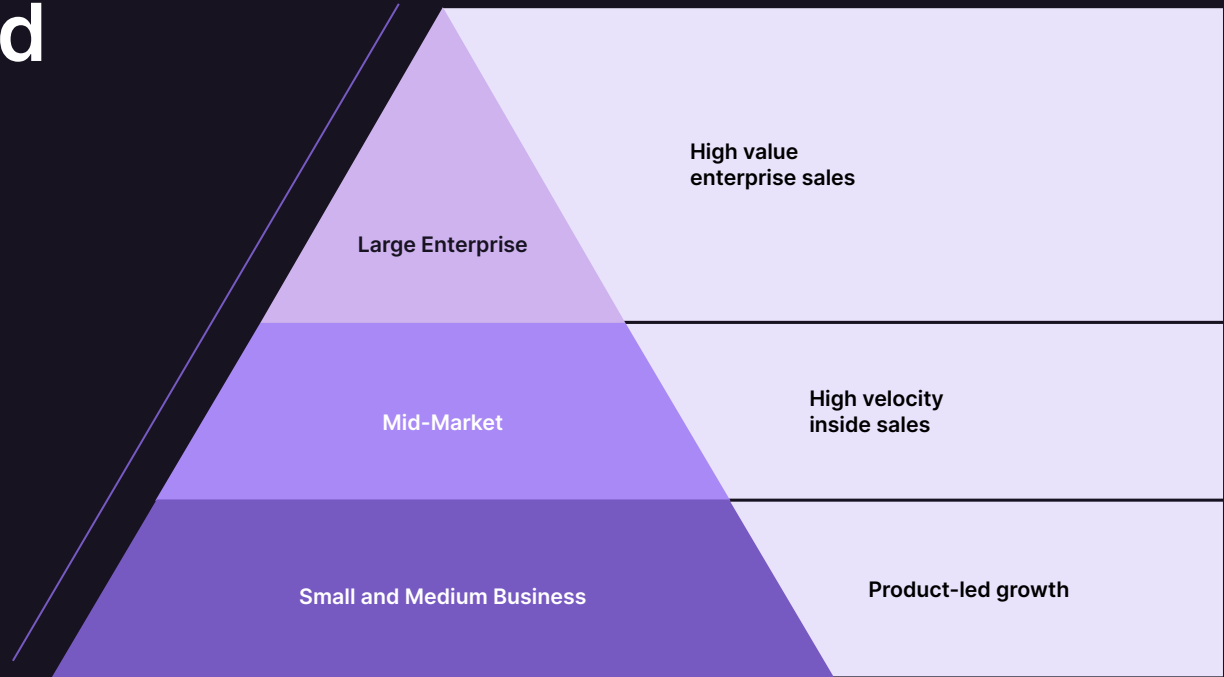 d
High value
enterprise sales
Large Enterprise
High velocity
inside sales
Mid-Market
Product-led growth
Small and Medium Business